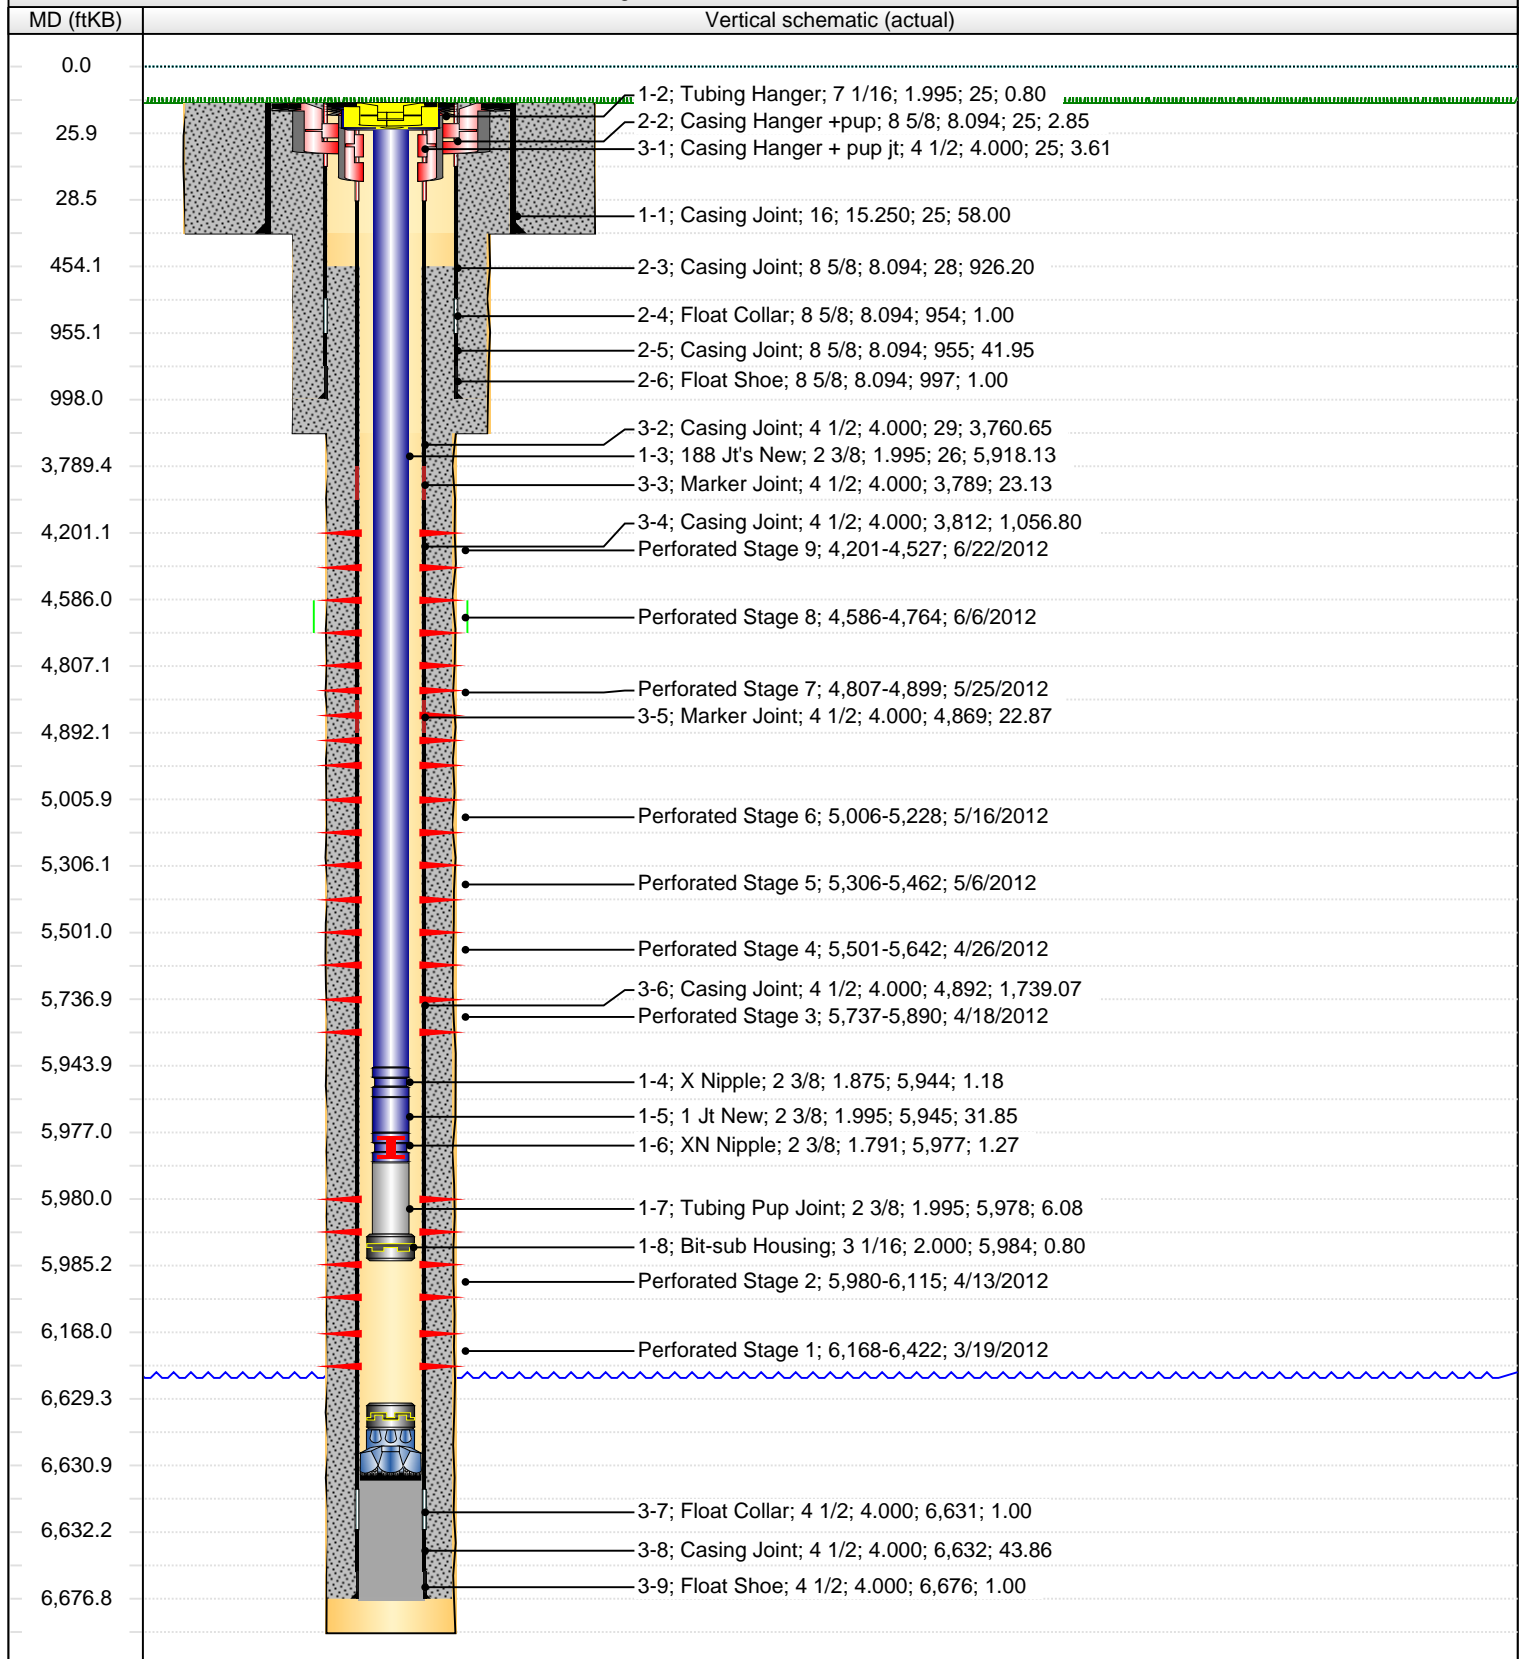 MD (ftKB)
Vertical schematic (actual)
0.0
1-2; Tubing Hanger; 7 1/16; 1.995; 25; 0.80
2-2; Casing Hanger +pup; 8 5/8; 8.094; 25; 2.85
25.9
3-1; Casing Hanger + pup jt; 4 1/2; 4.000; 25; 3.61
28.5
1-1; Casing Joint; 16; 15.250; 25; 58.00
454.1
2-3; Casing Joint; 8 5/8; 8.094; 28; 926.20
2-4; Float Collar; 8 5/8; 8.094; 954; 1.00
955.1
2-5; Casing Joint; 8 5/8; 8.094; 955; 41.95
2-6; Float Shoe; 8 5/8; 8.094; 997; 1.00
998.0
3-2; Casing Joint; 4 1/2; 4.000; 29; 3,760.65
1-3; 188 Jt's New; 2 3/8; 1.995; 26; 5,918.13
3,789.4
3-3; Marker Joint; 4 1/2; 4.000; 3,789; 23.13
3-4; Casing Joint; 4 1/2; 4.000; 3,812; 1,056.80
4,201.1
Perforated Stage 9; 4,201-4,527; 6/22/2012
4,586.0
Perforated Stage 8; 4,586-4,764; 6/6/2012
4,807.1
Perforated Stage 7; 4,807-4,899; 5/25/2012
3-5; Marker Joint; 4 1/2; 4.000; 4,869; 22.87
4,892.1
5,005.9
Perforated Stage 6; 5,006-5,228; 5/16/2012
5,306.1
Perforated Stage 5; 5,306-5,462; 5/6/2012
5,501.0
Perforated Stage 4; 5,501-5,642; 4/26/2012
3-6; Casing Joint; 4 1/2; 4.000; 4,892; 1,739.07
5,736.9
Perforated Stage 3; 5,737-5,890; 4/18/2012
5,943.9
1-4; X Nipple; 2 3/8; 1.875; 5,944; 1.18
1-5; 1 Jt New; 2 3/8; 1.995; 5,945; 31.85
5,977.0
1-6; XN Nipple; 2 3/8; 1.791; 5,977; 1.27
5,980.0
1-7; Tubing Pup Joint; 2 3/8; 1.995; 5,978; 6.08
1-8; Bit-sub Housing; 3 1/16; 2.000; 5,984; 0.80
5,985.2
Perforated Stage 2; 5,980-6,115; 4/13/2012
6,168.0
Perforated Stage 1; 6,168-6,422; 3/19/2012
6,629.3
6,630.9
3-7; Float Collar; 4 1/2; 4.000; 6,631; 1.00
6,632.2
3-8; Casing Joint; 4 1/2; 4.000; 6,632; 43.86
3-9; Float Shoe; 4 1/2; 4.000; 6,676; 1.00
6,676.8